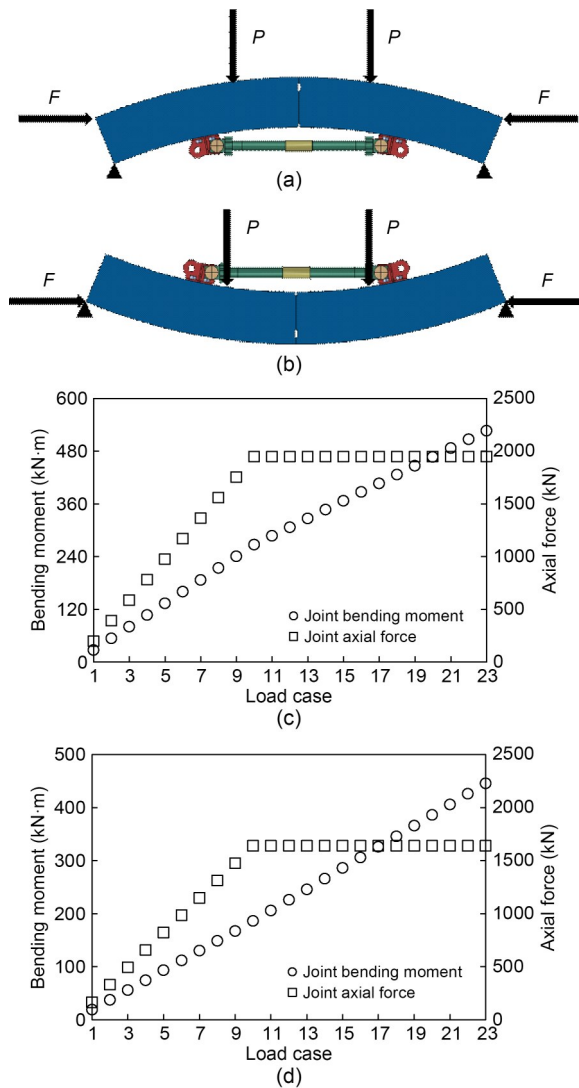 P P
F F
(a)
P P
F F
(b)
600 2500
480 2000
360 1500
240 1000
120 500
0 0
Bending moment (kN·m)
Axial force (kN)
Joint bending moment
Joint axial force
1 3 5 7 9 11 13 15 17 19 21 23
Load case
(c)
500 2500
400 2000
300 1500
200 1000
100 500
0 0
Bending moment (kN·m)
Axial force (kN)
Joint bending moment
Joint axial force
1 3 5 7 9 11 13 15 17 19 21 23
Load case
(d)